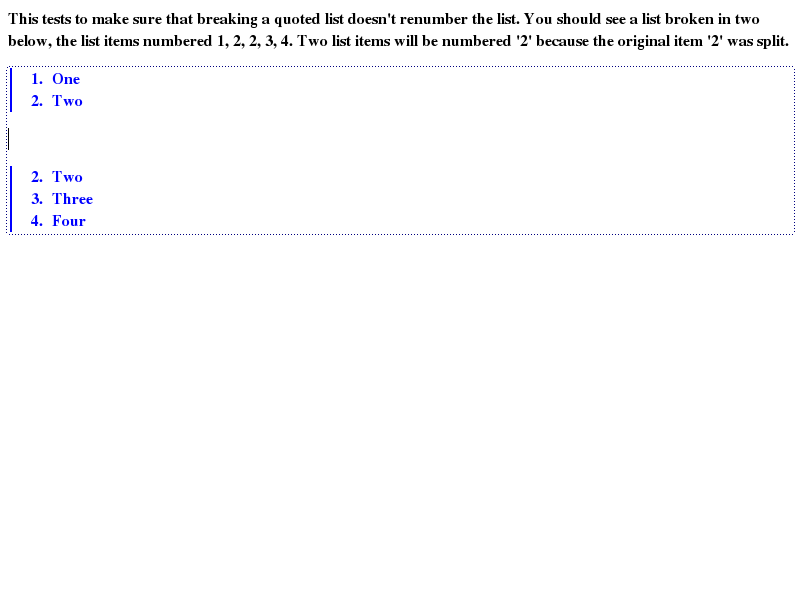 This tests to make sure that breaking a quoted list doesn't renumber the list. You should see a list broken in two
below, the list items numbered 1, 2, 2, 3, 4. Two list items will be numbered '2' because the original item '2' was split.
1. One
2. Two
2. Two
3. Three
4. Four